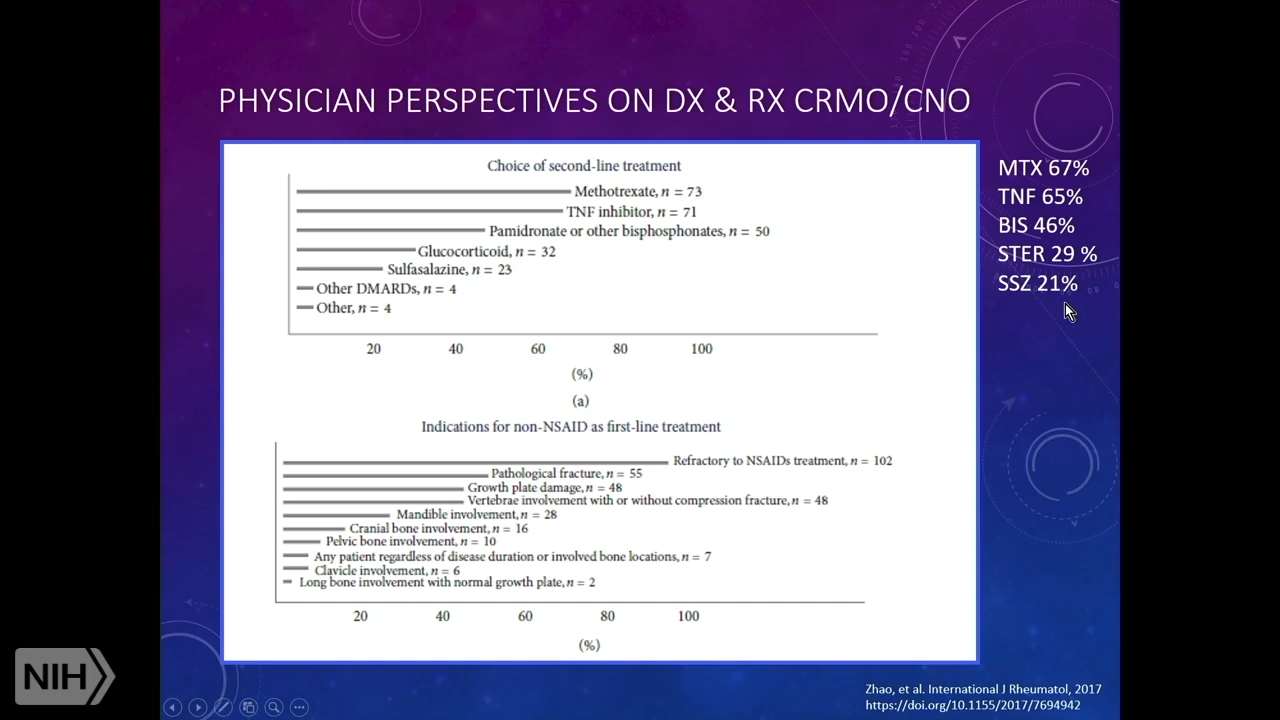 PHYSICIAN PERSPECTIVES ON DX & RX CRMO/CNO
Choice of second-line treatment
Methotrexate, n = 73
TNF inhibitor, n = 71
Pamidronate or other bisphosphonates, n = 50
Glucocorticoid, n = 32
Sulfasalazine, n = 23
Other DMARDs, n = 4
Other, n = 4
20 40 60 80 100
(%)
(a)
Indications for non-NSAID as first-line treatment
Refractory to NSAIDs treatment, n = 102
Pathological fracture, n = 55
Growth plate damage, n = 48
Vertebrae involvement with or without compression fracture, n = 48
Mandible involvement, n = 28
Cranial bone involvement, n = 16
Pelvic bone involvement, n = 10
Any patient regardless of disease duration or involved bone locations, n = 7
Clavicle involvement, n = 6
Long bone involvement with normal growth plate, n = 2
20 40 60 80 100
(%)
MTX 67%
TNF 65%
BIS 46%
STER 29 %
SSZ 21%
Zhao, et al. International J Rheumatol, 2017
https://doi.org/10.1155/2017/7694942
NIH